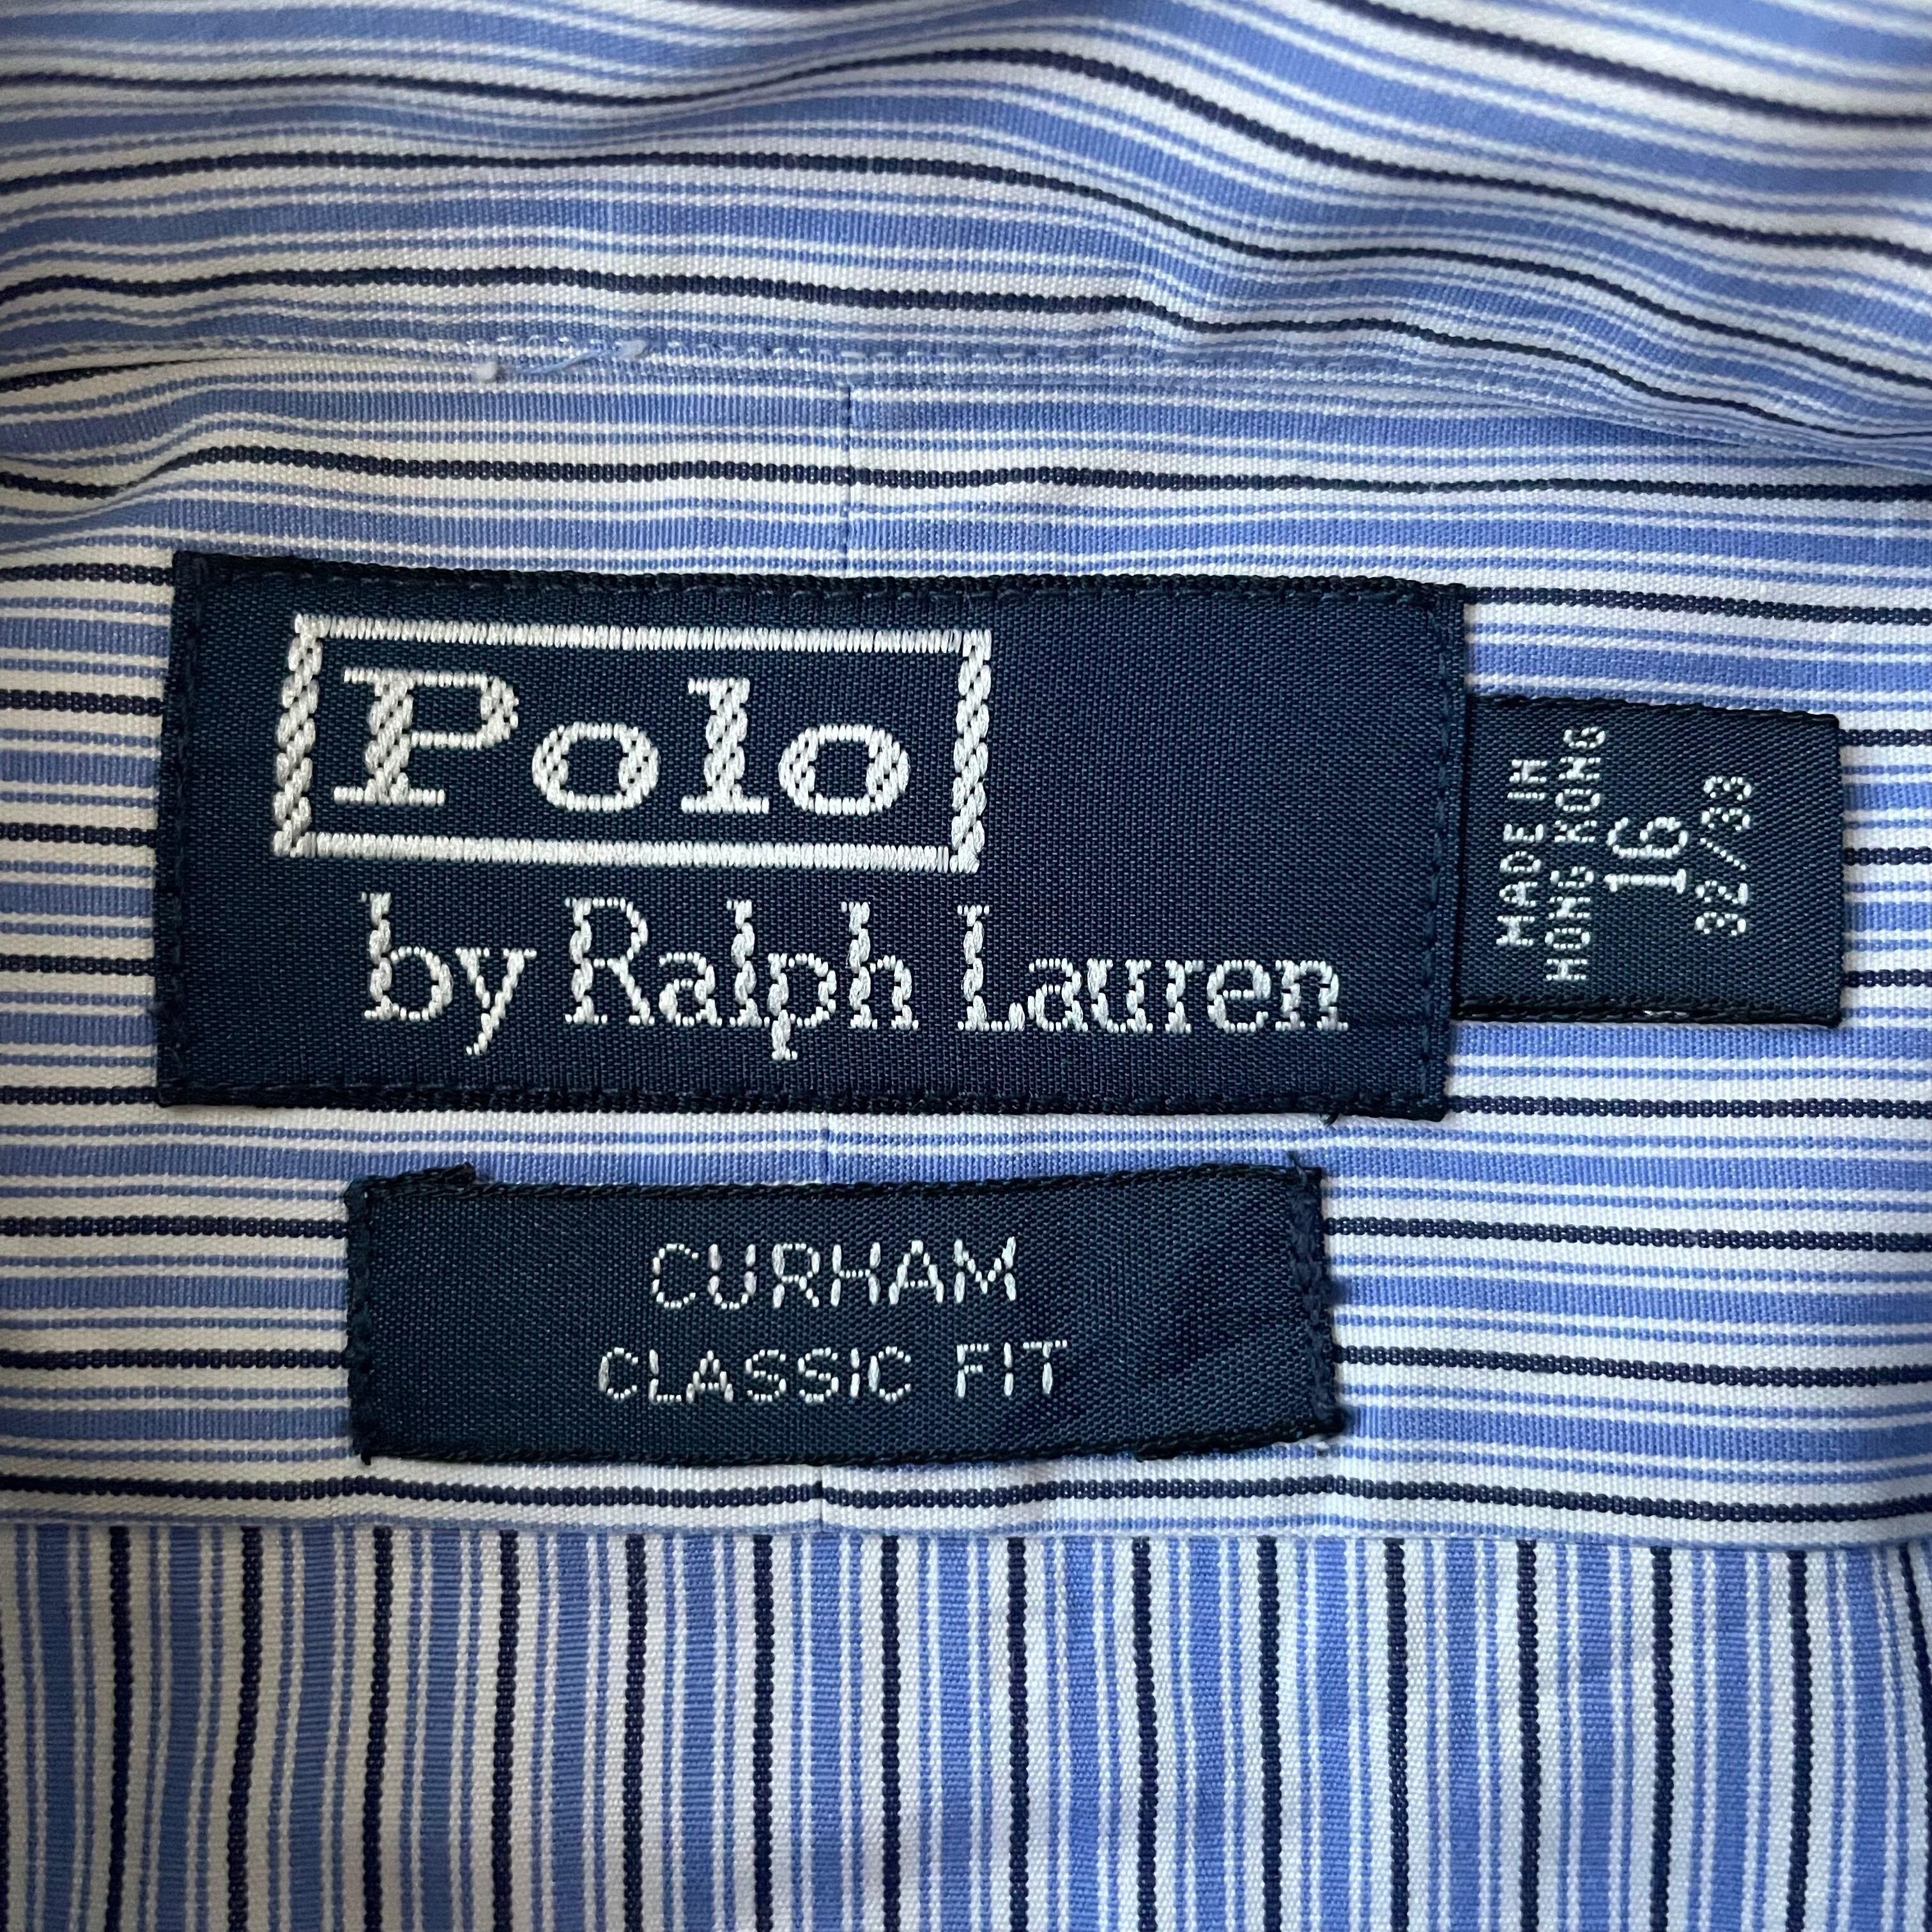 Polo
by Ralph Lauren
MADE IN
HONG KONG
16
32/33
CURHAM
CLASSIC FIT